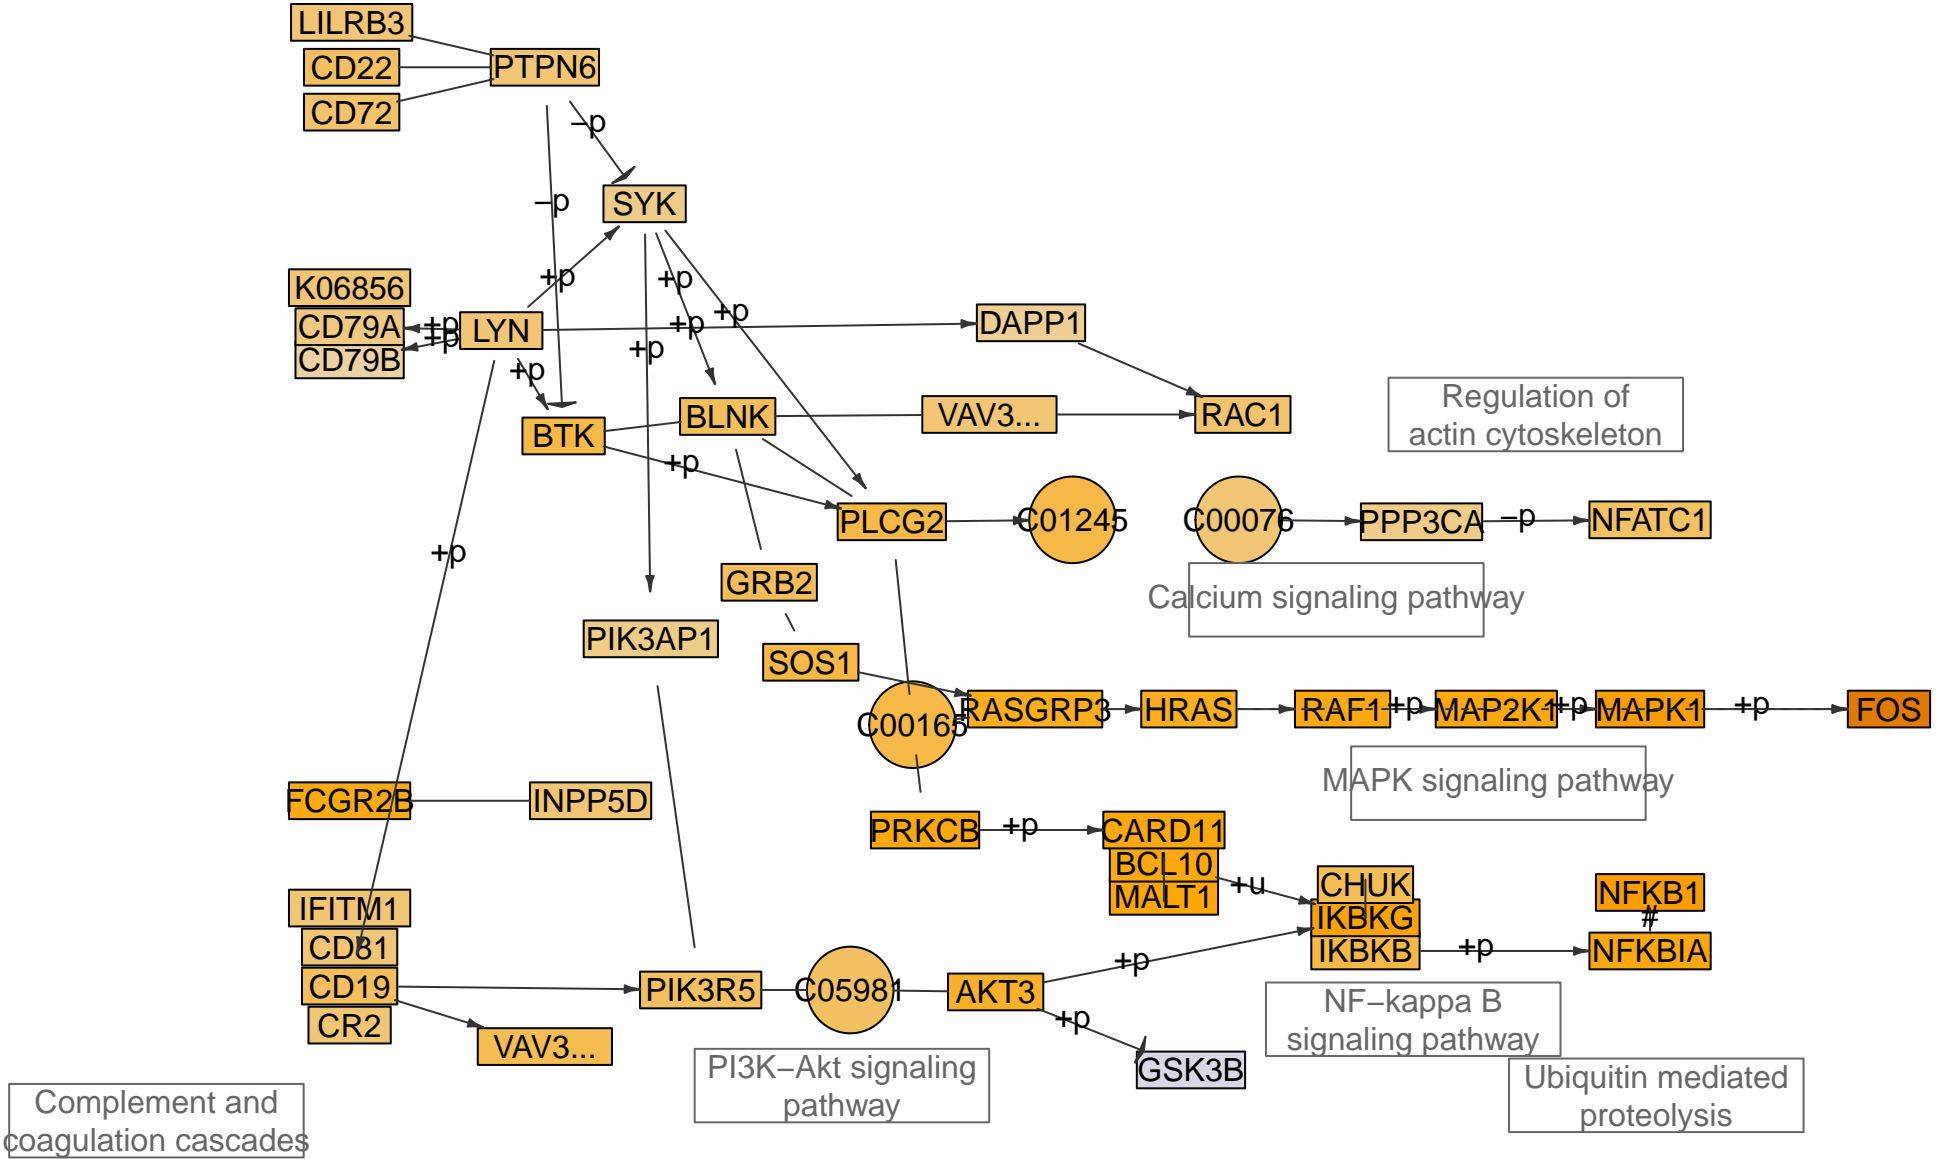 LILRB3
CD22
PTPN6
CD72
–p
SYK
–p
+p
+p
K06856
CD79A
+p
LYN
+p
+p
DAPP1
CD79B
+p
+p
+p
BTK
BLNK
VAV3...
RAC1
Regulation of
actin cytoskeleton
+p
PLCG2
C01245
C00076
PPP3CA
–p
NFATC1
+p
GRB2
Calcium signaling pathway
PIK3AP1
SOS1
C00165
RASGRP3
HRAS
RAF1
+p
MAP2K1
+p
MAPK1
+p
FOS
MAPK signaling pathway
FCGR2B
INPP5D
PRKCB
+p
CARD11
BCL10
MALT1
+u
CHUK
IKBKG
IKBKB
+p
NFKB1
#
NFKBIA
IFITM1
CD81
CD19
CR2
VAV3...
PIK3R5
C05981
AKT3
+p
+p
GSK3B
NF–kappa B
signaling pathway
PI3K–Akt signaling
pathway
Ubiquitin mediated
proteolysis
Complement and
coagulation cascades